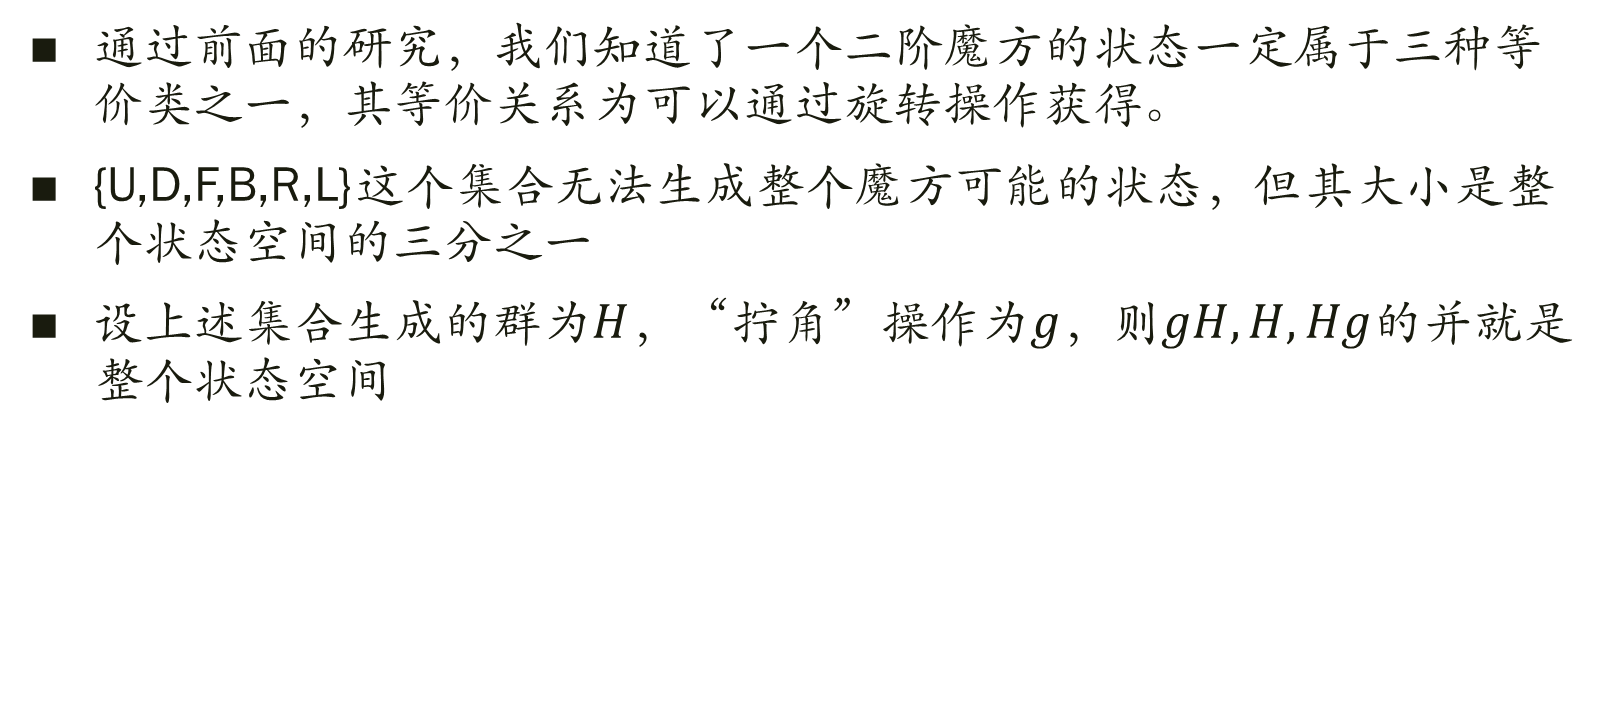 ■ 通过前面的研究，我们知道了一个二阶魔方的状态一定属于三种等
价类之一，其等价关系为可以通过旋转操作获得。
■ {U,D,F,B,R,L}这个集合无法生成整个魔方可能的状态，但其大小是整
个状态空间的三分之一
■ 设上述集合生成的群为H，“拧角”操作为g，则gH, H, Hg的并就是
整个状态空间